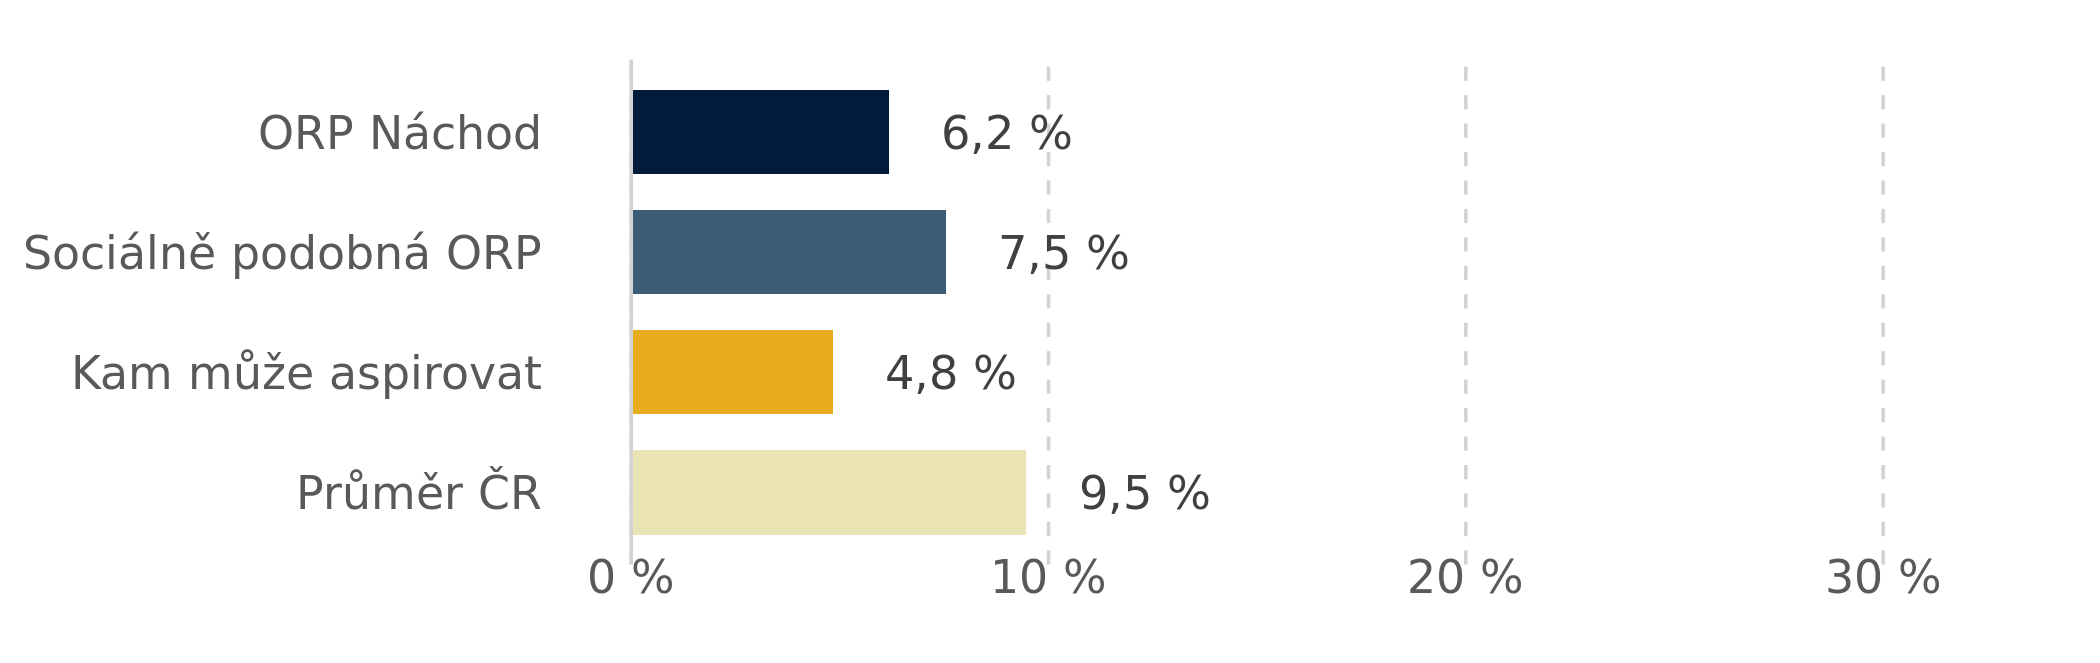 ORP Náchod 6,2 %
Sociálně podobná ORP 7,5 %
Kam může aspirovat 4,8 %
Průměr ČR 9,5 %
0 % 10 % 20 % 30 %